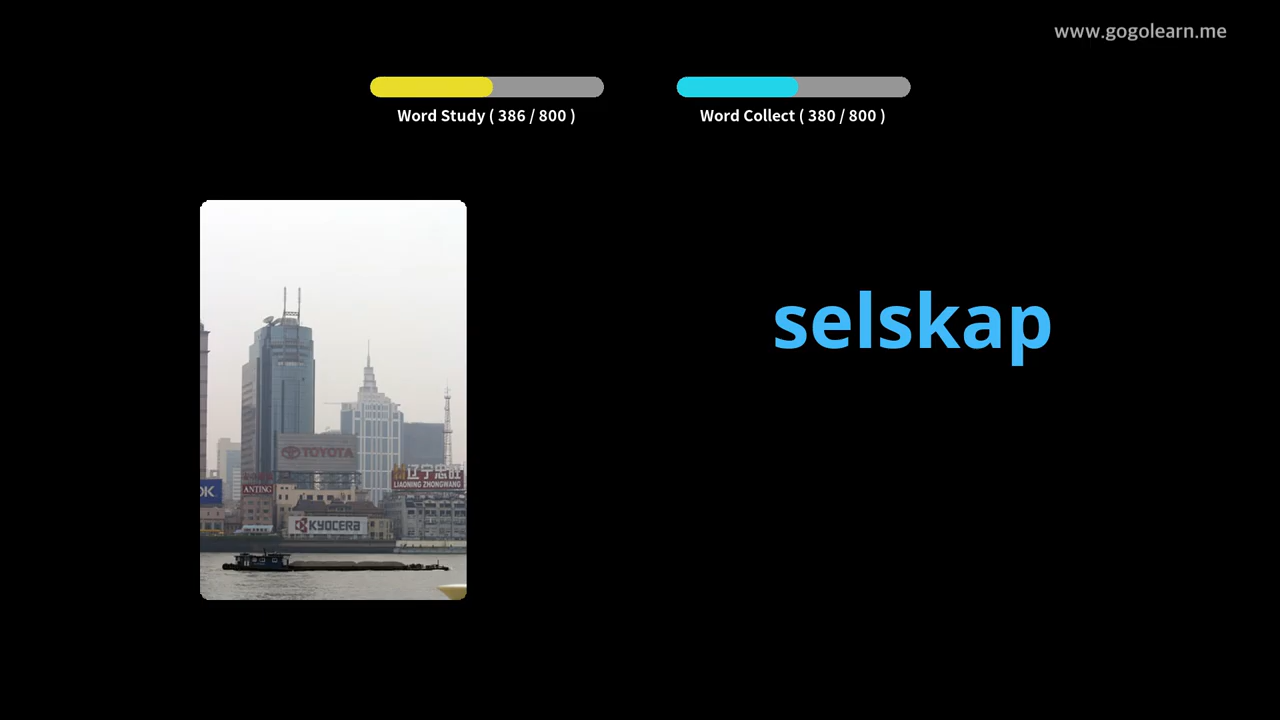 www.gogolearn.me
Word Study ( 386 / 800 )
Word Collect ( 380 / 800 )
selskap
TOYOTA
辽宁忠旺
LIAONING ZHONGWANG
OK
ANTING
KYOCERA